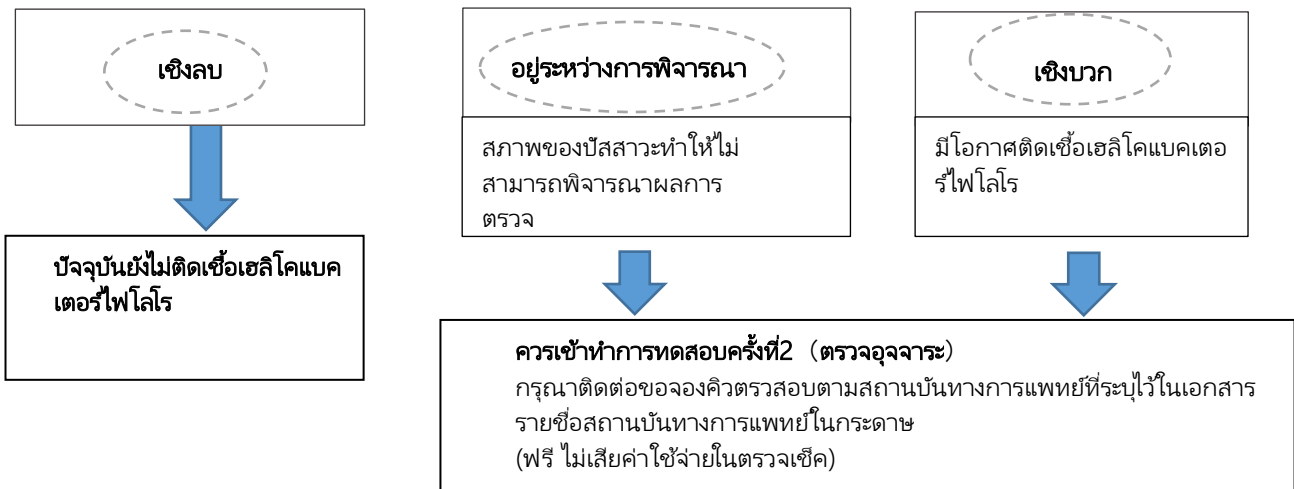 เชิงลบ
ปัจจุบันยังไม่ติดเชื้อเฮลิโคแบค
เตอร์ไฟโลโร
อยู่ระหว่างการพิจารณา
สภาพของปัสสาวะทำให้ไม่
สามารถพิจารณาผลการ
ตรวจ
เชิงบวก
มีโอกาศติดเชื้อเฮลิโคแบคเตอ
ร์ไฟโลโร
ควรเข้าทำการทดสอบครั้งที่2（ตรวจอุจจาระ）
กรุณาติดต่อขอจองคิวตรวสอบตามสถานบันทางการแพทย์ที่ระบุไว้ในเอกสาร
รายชื่อสถานบันทางการแพทย์ในกระดาษ
(ฟรี ไม่เสียค่าใช้จ่ายในตรวจเช็ค)